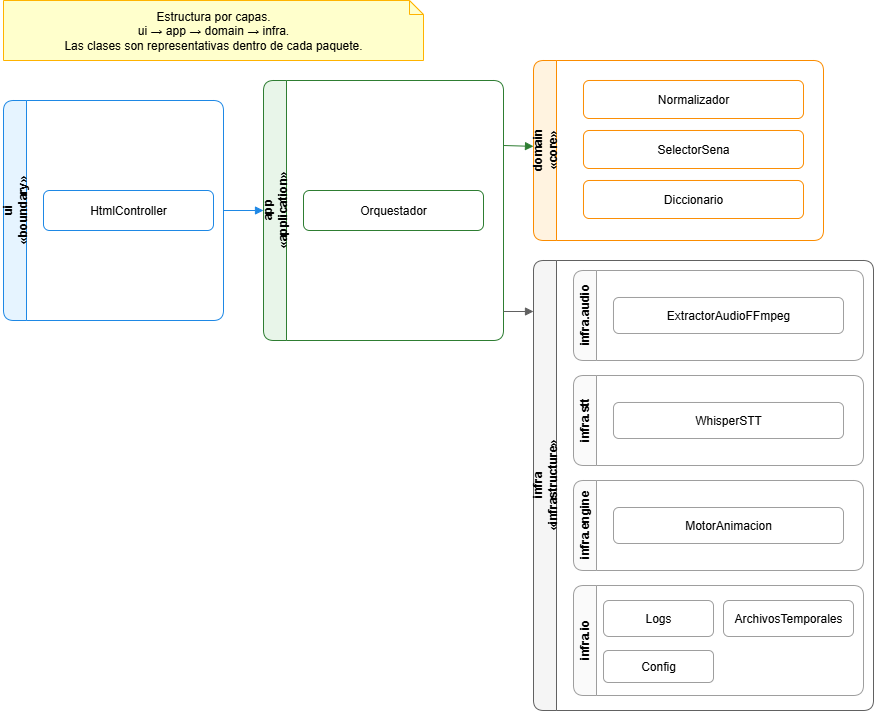 Estructura por capas.
ui → app → domain → infra.
Las clases son representativas dentro de cada paquete.
ui
«boundary»
HtmlController
app
«application»
Orquestador
domain
«core»
Normalizador
SelectorSena
Diccionario
infra
«infrastructure»
infra.audio
ExtractorAudioFFmpeg
infra.stt
WhisperSTT
infra.engine
MotorAnimacion
infra.io
Logs
ArchivosTemporales
Config